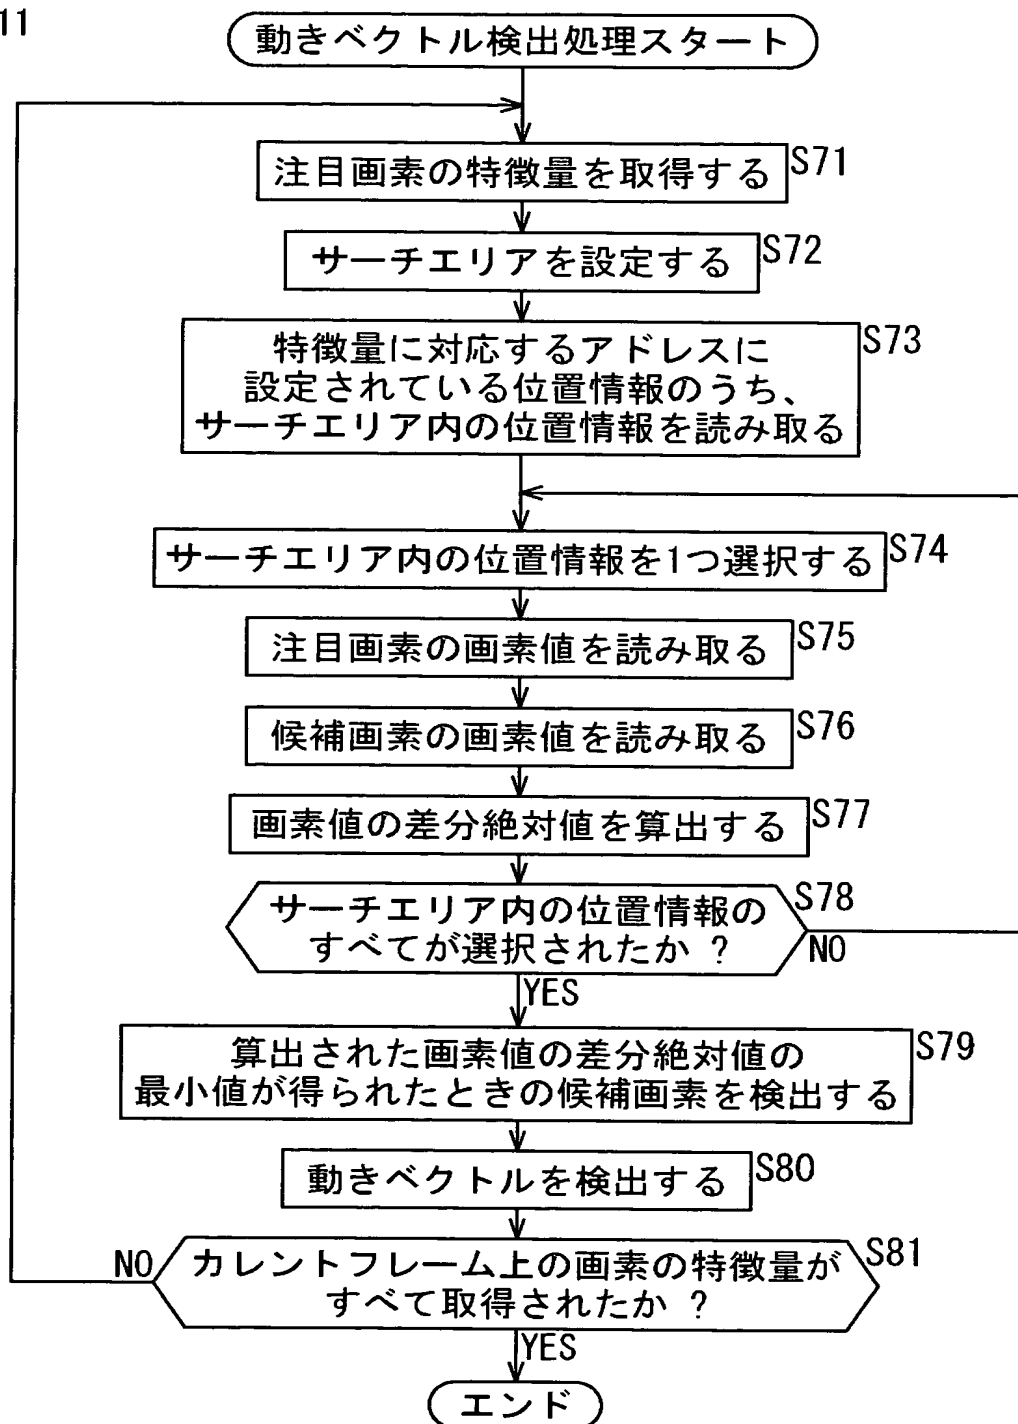 11
動きベクトル検出処理スタート
注目画素の特徴量を取得する
S71
サーチエリアを設定する
S72
特徴量に対応するアドレスに
設定されている位置情報のうち、
サーチエリア内の位置情報を読み取る
S73
サーチエリア内の位置情報を1つ選択する
S74
注目画素の画素値を読み取る
S75
候補画素の画素値を読み取る
S76
画素値の差分絶対値を算出する
S77
サーチエリア内の位置情報の
すべてが選択されたか ?
S78
NO
YES
算出された画素値の差分絶対値の
最小値が得られたときの候補画素を検出する
S79
動きベクトルを検出する
S80
カレントフレーム上の画素の特徴量が
すべて取得されたか ?
S81
NO
YES
エンド